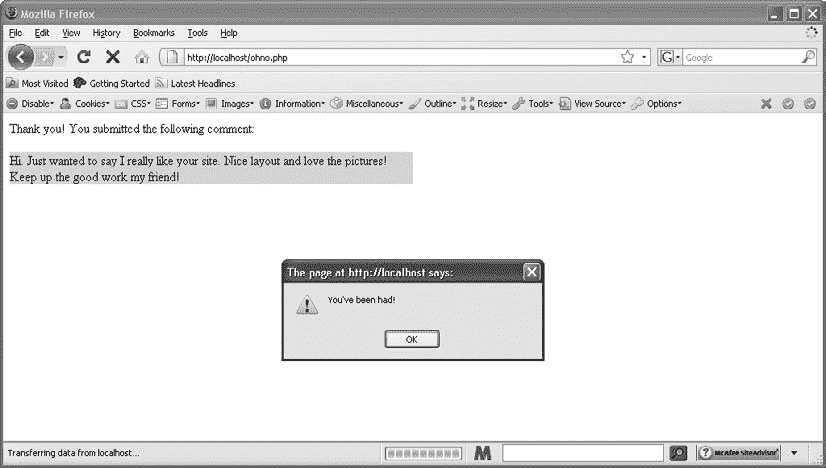 Mozilla Firefox
File Edit View History Bookmarks Tools Help
http://localhost/ohno.php
G Google
Most Visited Getting Started Latest Headlines
Disable Cookies CSS Forms Images Information Miscellaneous Outline Resize Tools View Source Options
Thank you! You submitted the following comment:
Hi. Just wanted to say I really like your site. Nice layout and love the pictures!
Keep up the good work my friend!
The page at http://localhost says:
You've been had!
OK
Transferring data from localhost...
McAfee SiteAdvisor